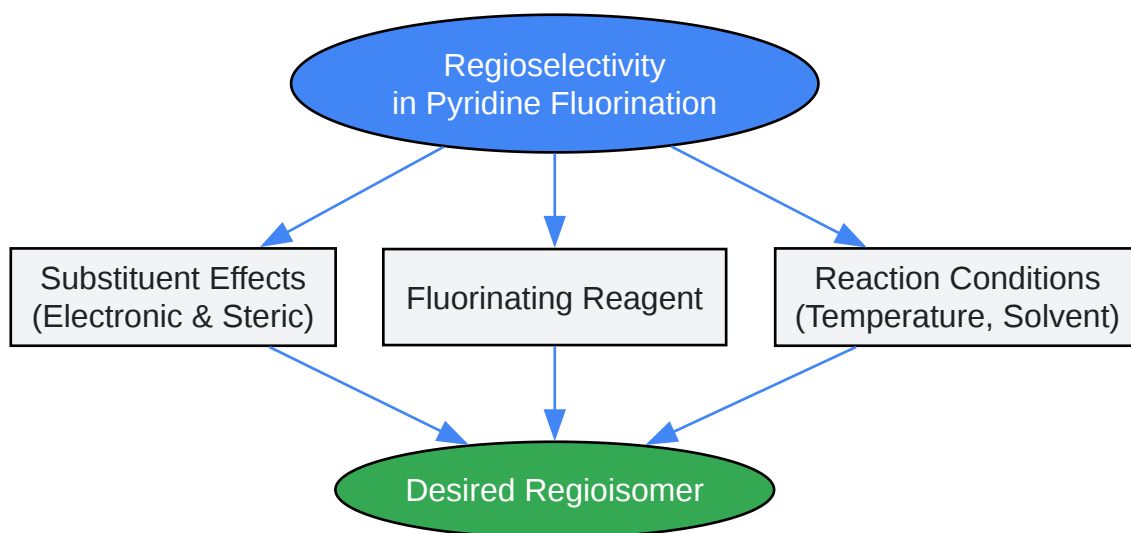 Regioselectivity
in Pyridine Fluorination
Substituent Effects
(Electronic & Steric)
Fluorinating Reagent
Reaction Conditions
(Temperature, Solvent)
Desired Regioisomer